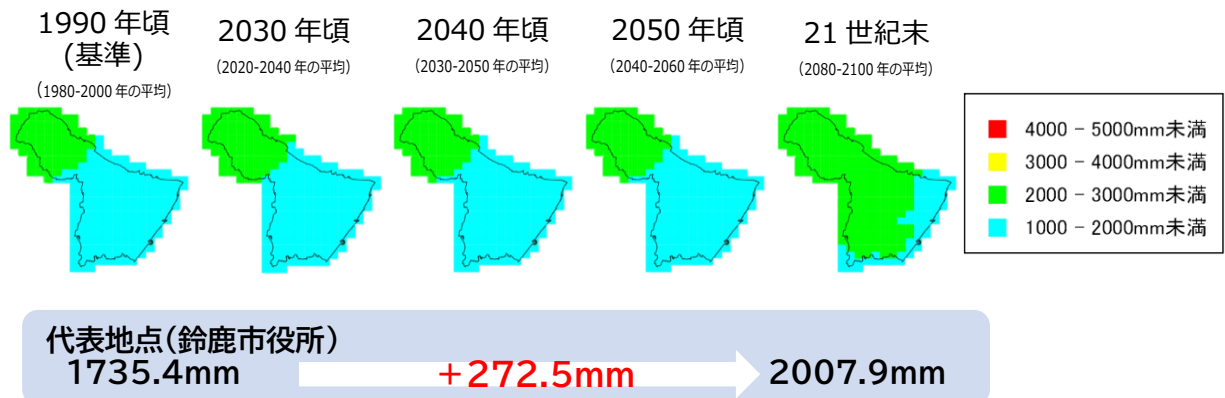 1990 年頃
(基準)
(1980-2000 年の平均)
2030 年頃
(2020-2040 年の平均)
2040 年頃
(2030-2050 年の平均)
2050 年頃
(2040-2060 年の平均)
21 世紀末
(2080-2100 年の平均)
4000 - 5000mm未満
3000 - 4000mm未満
2000 - 3000mm未満
1000 - 2000mm未満
代表地点(鈴鹿市役所)
1735.4mm +272.5mm 2007.9mm